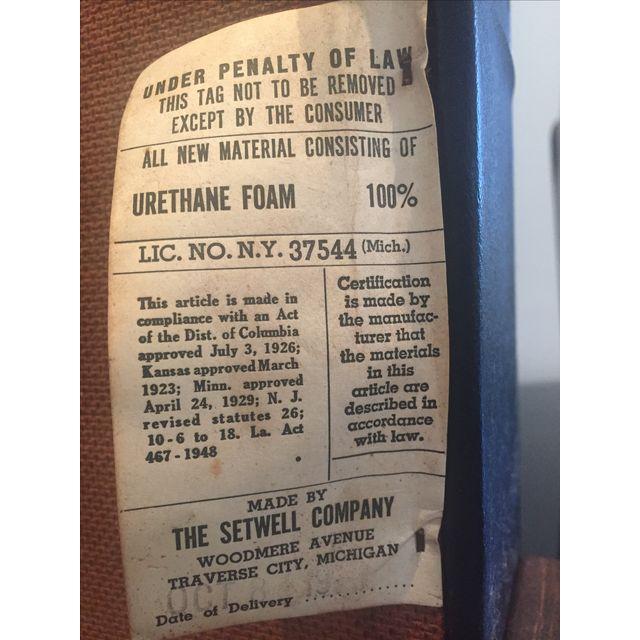 UNDER PENALTY OF LAW
THIS TAG NOT TO BE REMOVED
EXCEPT BY THE CONSUMER
ALL NEW MATERIAL CONSISTING OF
URETHANE FOAM 100%
LIC. NO. N.Y. 37544 (Mich.)
This article is made in
compliance with an Act
of the Dist. of Columbia
approved July 3, 1926;
Kansas approved March
1923; Minn. approved
April 24, 1929; N. J.
revised statutes 26;
10-6 to 18. La. Act
467-1948
Certification
is made by
the manufac-
turer that
the materials
in this
article are
described in
accordance
with law.
MADE BY
THE SETWELL COMPANY
WOODMERE AVENUE
TRAVERSE CITY, MICHIGAN
OCT
Date of Delivery ................